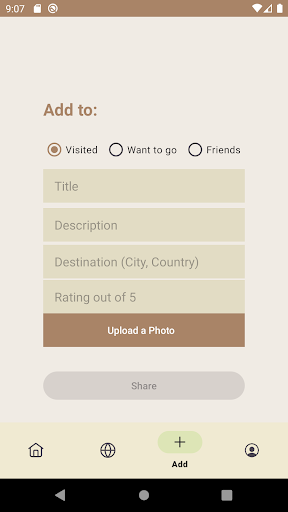 9:07
Add to:
Visited Want to go Friends
Title
Description
Destination (City, Country)
Rating out of 5
Upload a Photo
Share
Add